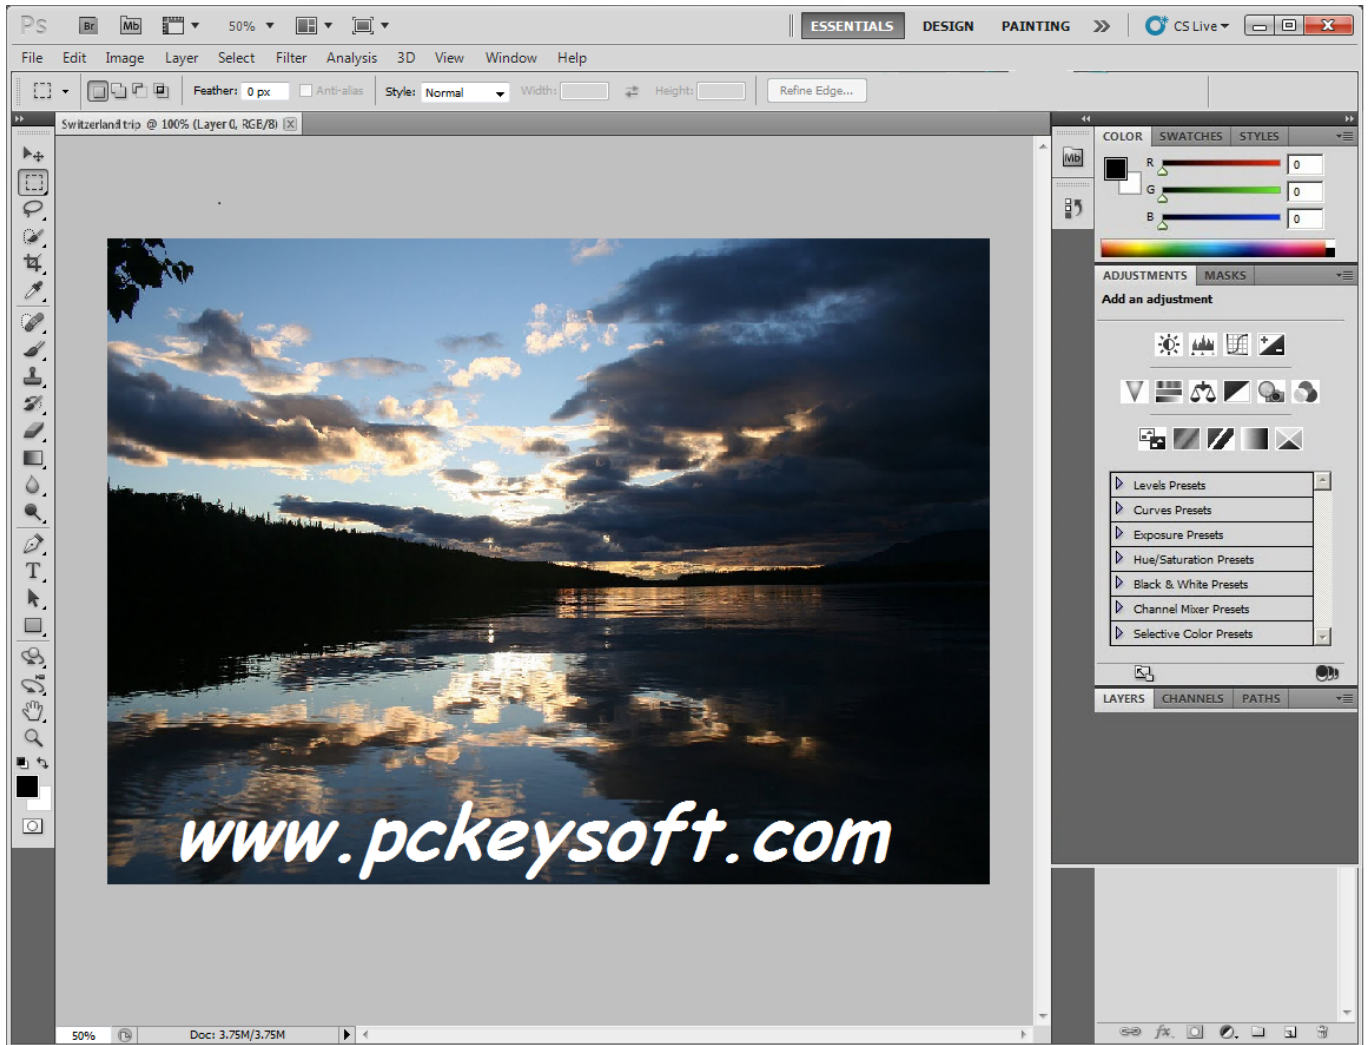 Ps Br Mb 50% ESSENTIALS DESIGN PAINTING CS Live
File Edit Image Layer Select Filter Analysis 3D View Window Help
Feather: 0 px Anti-alias Style: Normal Width: Height: Refine Edge...
Switzerland trip @ 100% (Layer 0, RGB/8)
COLOR SWATCHES STYLES
Mb
R 0
G 0
B 0
ADJUSTMENTS MASKS
Add an adjustment
Levels Presets
Curves Presets
Exposure Presets
Hue/Saturation Presets
Black & White Presets
Channel Mixer Presets
Selective Color Presets
LAYERS CHANNELS PATHS
www.pckeysoft.com
50% Doc: 3.75M/3.75M
fx